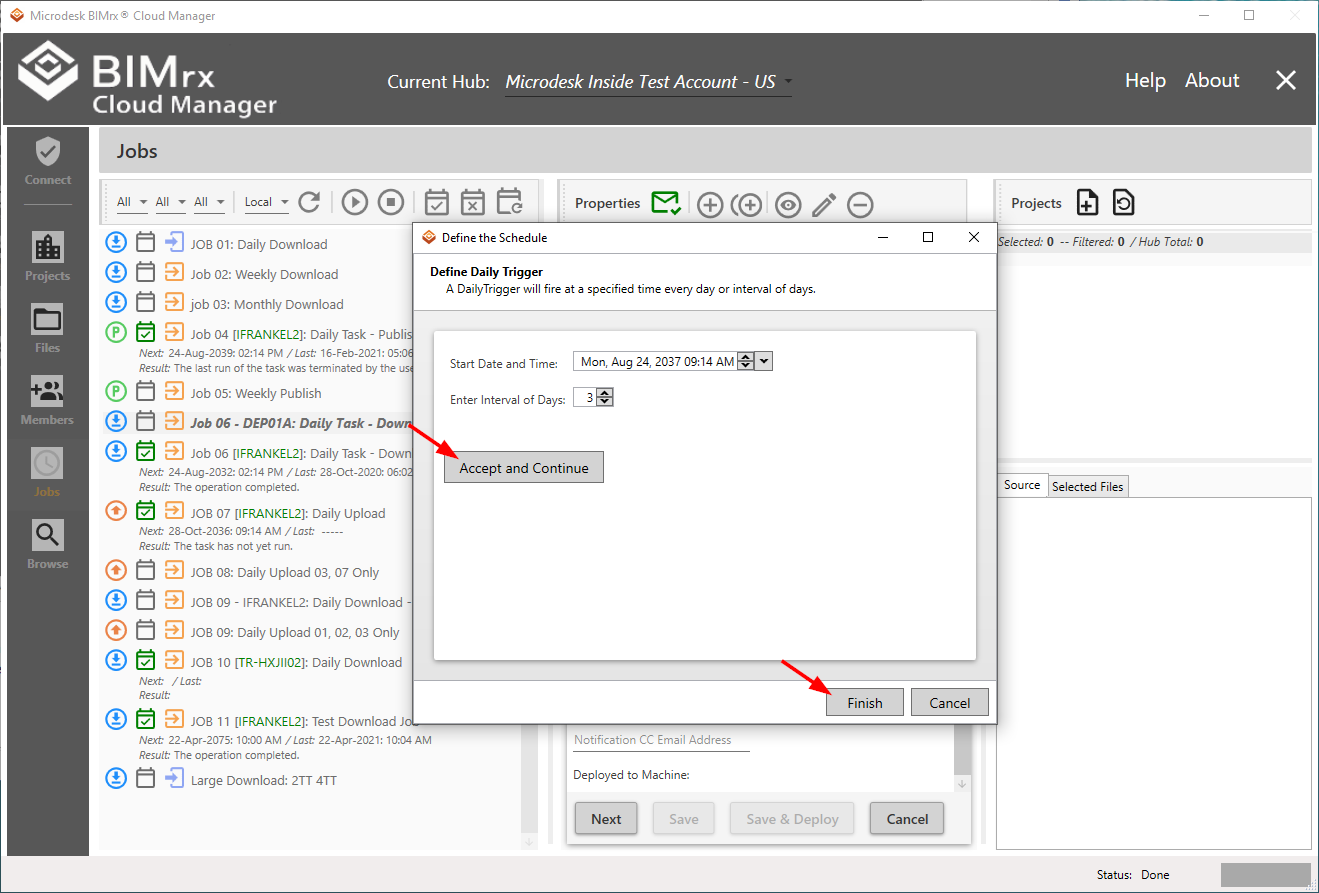 Microdesk BIMrx® Cloud Manager
BIMrx
Cloud Manager
Current Hub: Microdesk Inside Test Account - US
Help About
Connect
Projects
Files
Members
Jobs
Browse
Jobs
All All All Local
JOB 01: Daily Download
Job 02: Weekly Download
job 03: Monthly Download
P Job 04 [IFRANKEL2]: Daily Task - Publis
Next: 24-Aug-2039: 02:14 PM / Last: 16-Feb-2021: 05:06
Result: The last run of the task was terminated by the use
P Job 05: Weekly Publish
Job 06 - DEP01A: Daily Task - Down
Job 06 [IFRANKEL2]: Daily Task - Down
Next: 24-Aug-2032: 02:14 PM / Last: 28-Oct-2020: 06:02
Result: The operation completed.
JOB 07 [IFRANKEL2]: Daily Upload
Next: 28-Oct-2036: 09:14 AM / Last: -----
Result: The task has not yet run.
JOB 08: Daily Upload 03, 07 Only
JOB 09 - IFRANKEL2: Daily Download -
JOB 09: Daily Upload 01, 02, 03 Only
JOB 10 [TR-HXJII02]: Daily Download
Next: / Last:
Result:
JOB 11 [IFRANKEL2]: Test Download Jo
Next: 22-Apr-2075: 10:00 AM / Last: 22-Apr-2021: 10:04 AM
Result: The operation completed.
Large Download: 2TT 4TT
Properties
Define the Schedule
Define Daily Trigger
A DailyTrigger will fire at a specified time every day or interval of days.
Start Date and Time: Mon, Aug 24, 2037 09:14 AM
Enter Interval of Days: 3
Accept and Continue
Finish Cancel
Notification CC Email Address
Deployed to Machine:
Next Save Save & Deploy Cancel
Projects
Selected: 0 -- Filtered: 0 / Hub Total: 0
Source Selected Files
Status: Done